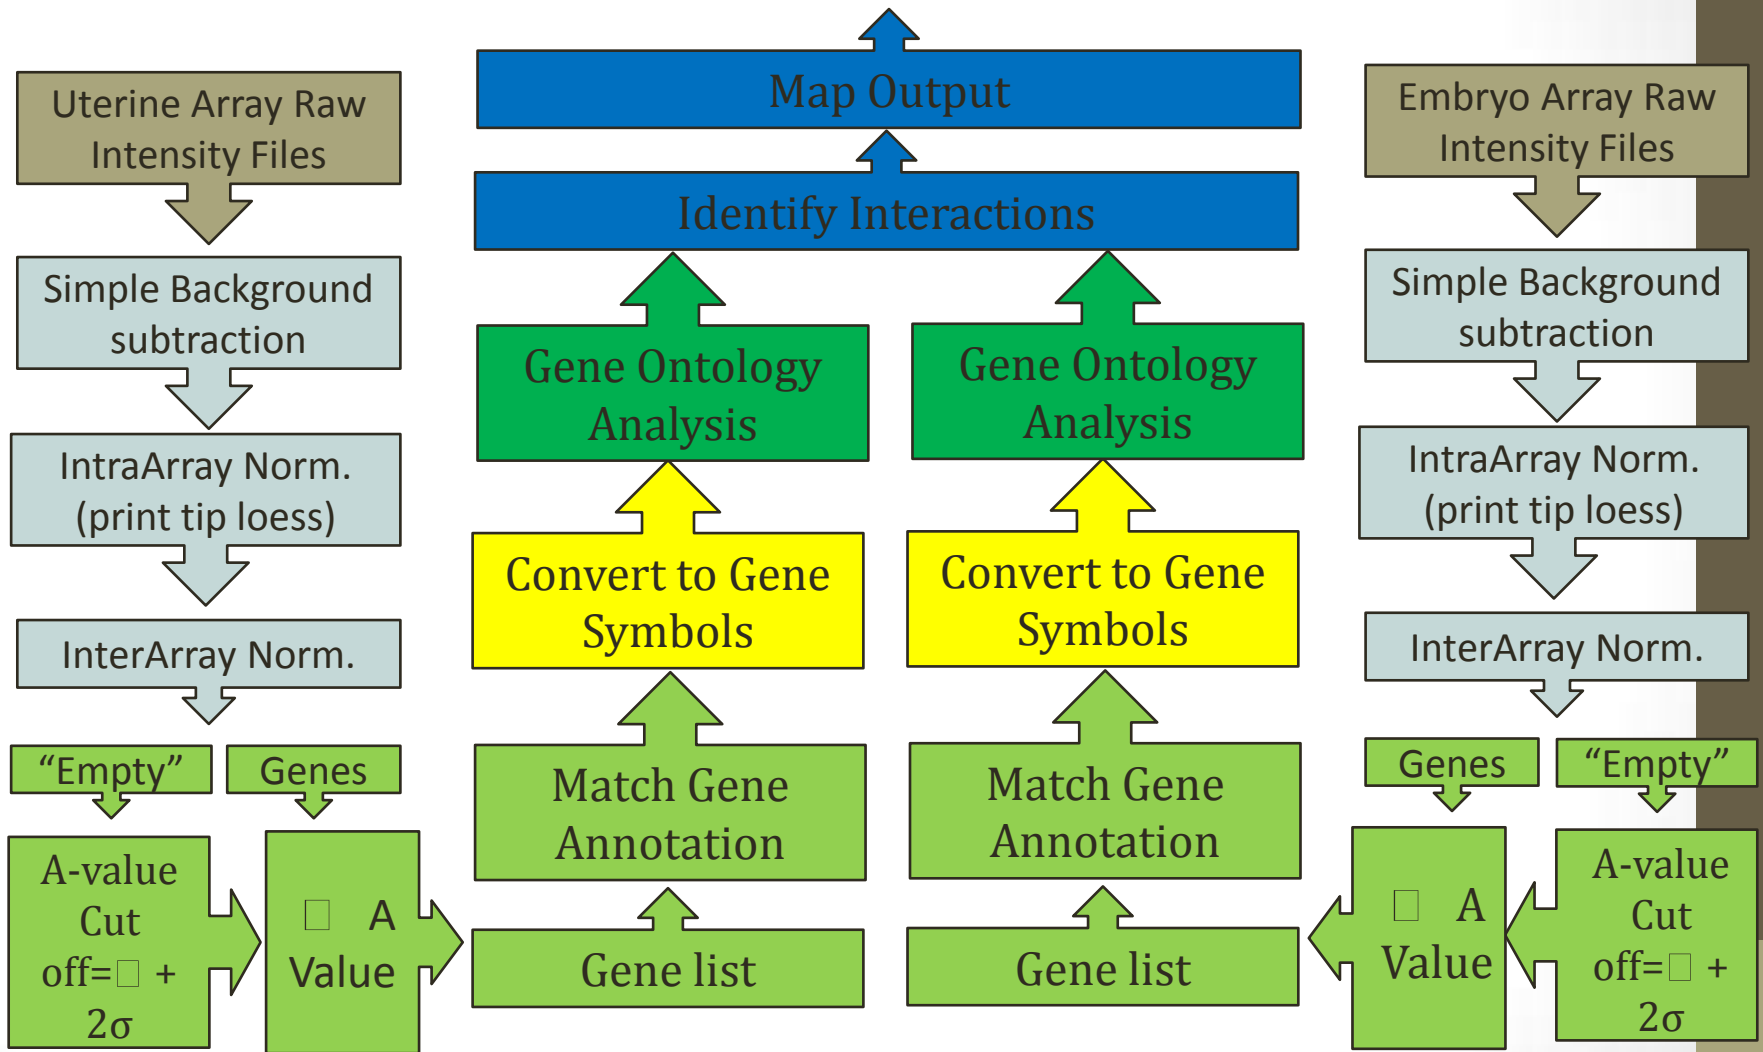 Uterine Array Raw
Intensity Files
Simple Background
subtraction
IntraArray Norm.
(print tip loess)
InterArray Norm.
“Empty”
Genes
A-value
Cut
off=□ +
2σ
□ A
Value
Map Output
Identify Interactions
Gene Ontology
Analysis
Convert to Gene
Symbols
Match Gene
Annotation
Gene list
Gene Ontology
Analysis
Convert to Gene
Symbols
Match Gene
Annotation
Gene list
Embryo Array Raw
Intensity Files
Simple Background
subtraction
IntraArray Norm.
(print tip loess)
InterArray Norm.
Genes
“Empty”
□ A
Value
A-value
Cut
off=□ +
2σ